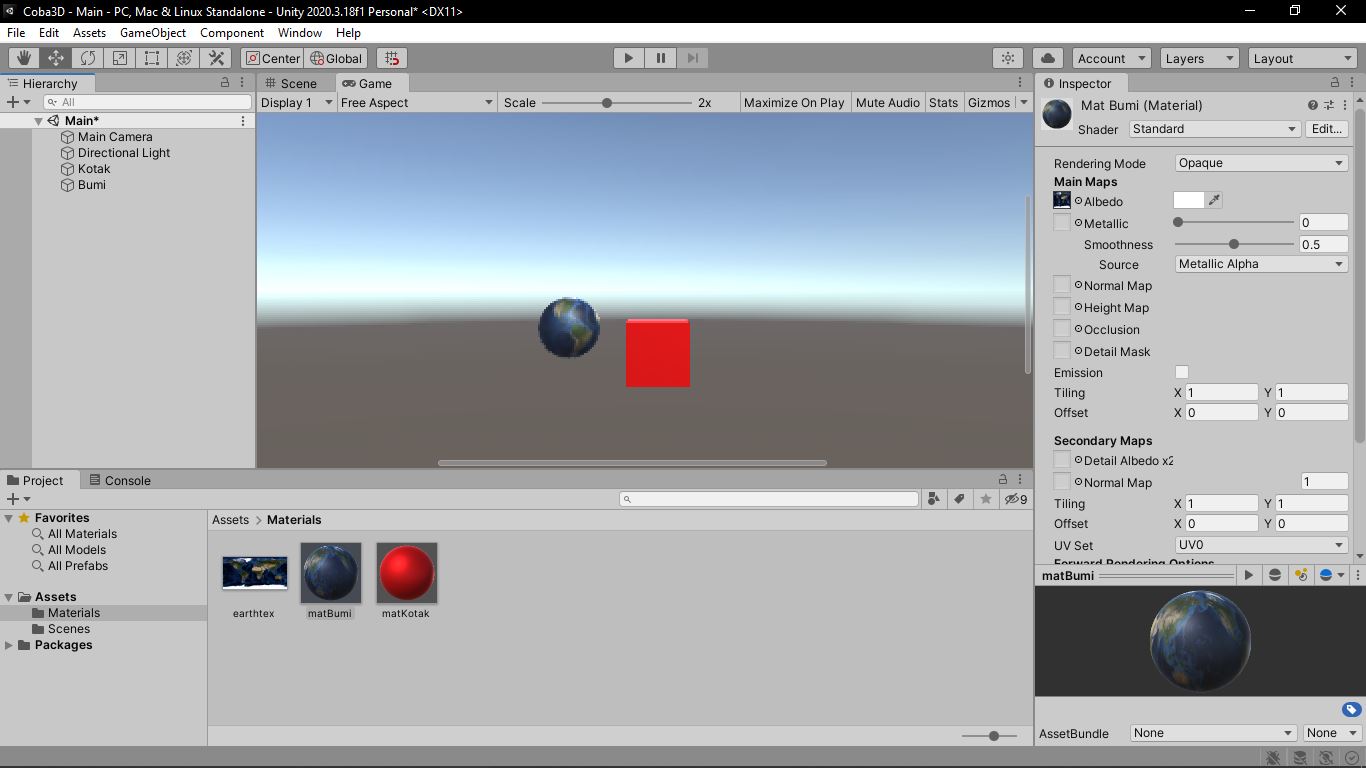 Coba3D - Main - PC, Mac & Linux Standalone - Unity 2020.3.18f1 Personal* <DX11>
File Edit Assets GameObject Component Window Help
Center Global Account Layers Layout
Hierarchy
All
Main*
Main Camera
Directional Light
Kotak
Bumi
Scene Game
Display 1 Free Aspect Scale 2x Maximize On Play Mute Audio Stats Gizmos
Inspector
Mat Bumi (Material)
Shader Standard Edit...
Rendering Mode Opaque
Main Maps
Albedo
Metallic 0
Smoothness 0.5
Source Metallic Alpha
Normal Map
Height Map
Occlusion
Detail Mask
Emission
Tiling X 1 Y 1
Offset X 0 Y 0
Secondary Maps
Detail Albedo x2
Normal Map 1
Tiling X 1 Y 1
Offset X 0 Y 0
UV Set UV0
Forward Rendering Options
matBumi
AssetBundle None None
Project Console
9
Favorites
All Materials
All Models
All Prefabs
Assets
Materials
Scenes
Packages
Assets > Materials
earthtex matBumi matKotak